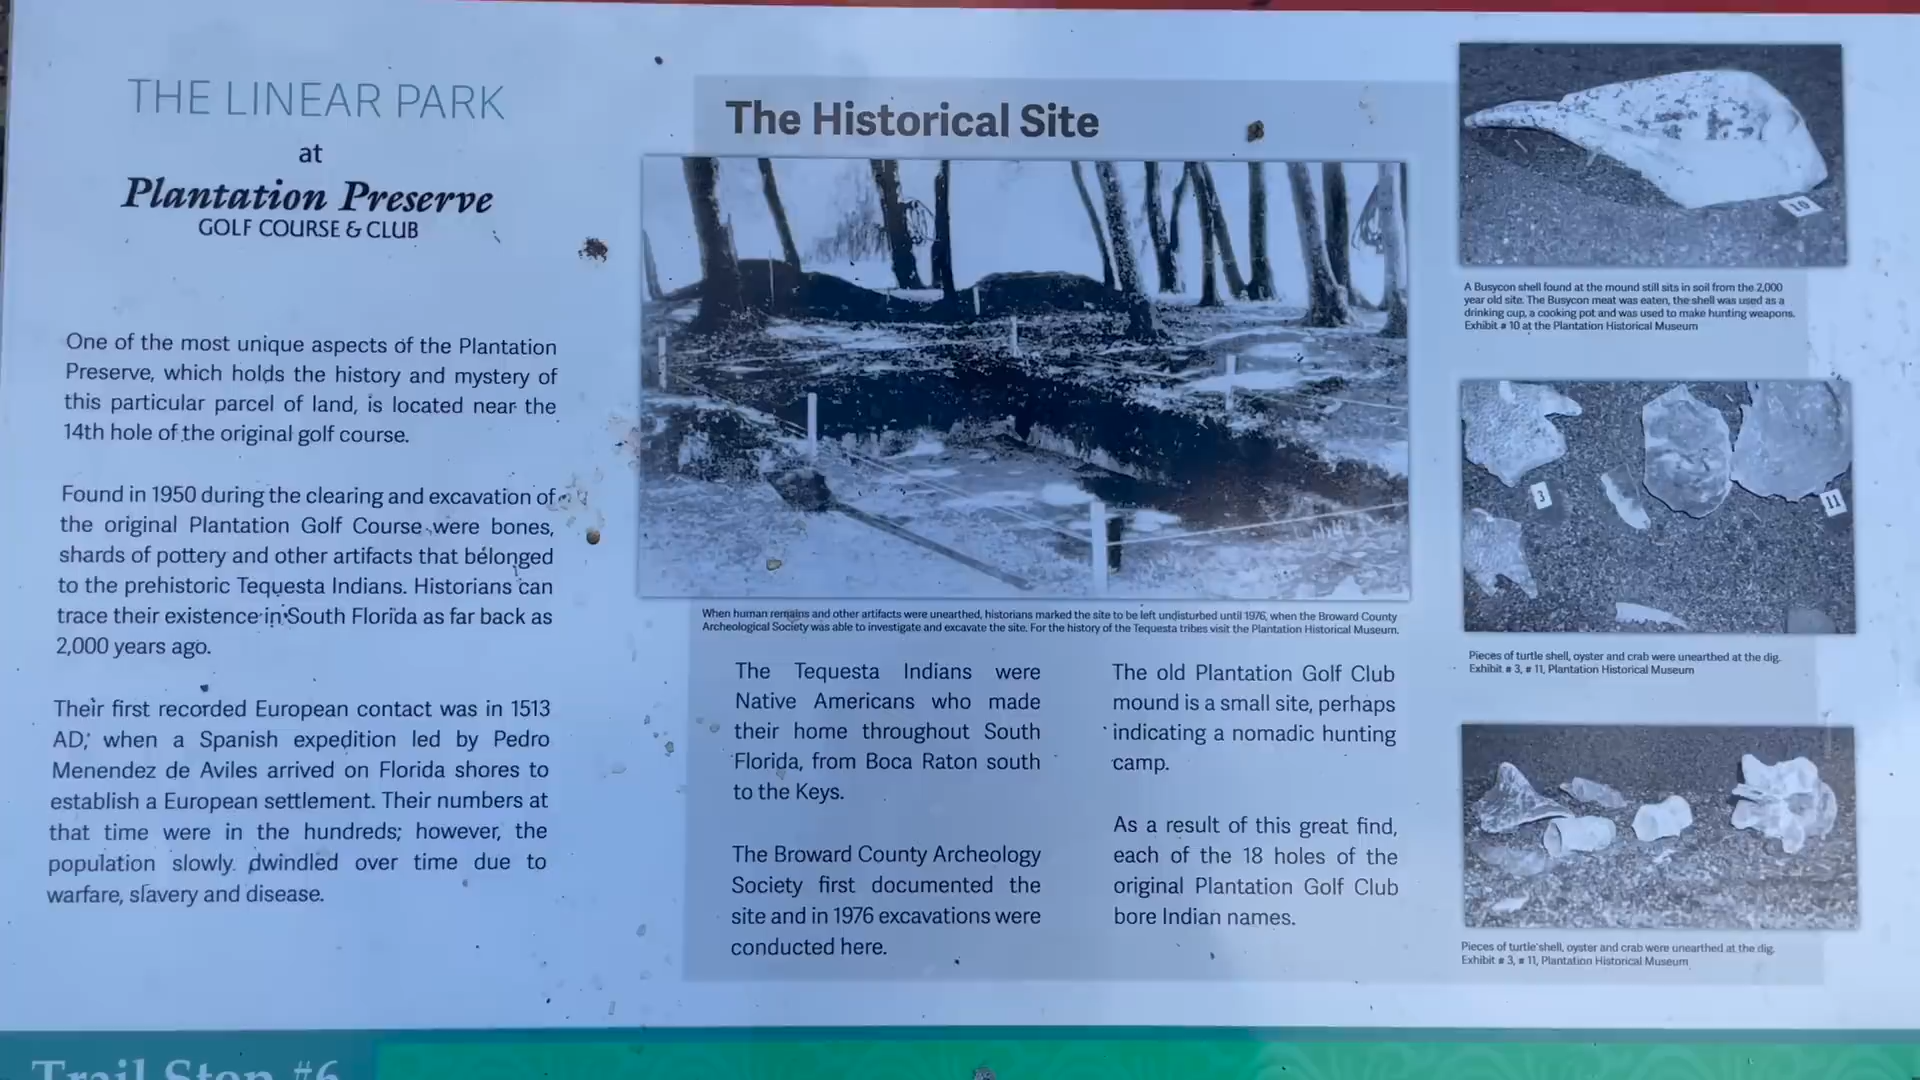 THE LINEAR PARK
at
Plantation Preserve
GOLF COURSE & CLUB
One of the most unique aspects of the Plantation
Preserve, which holds the history and mystery of
this particular parcel of land, is located near the
14th hole of the original golf course.
Found in 1950 during the clearing and excavation of
the original Plantation Golf Course were bones,
shards of pottery and other artifacts that belonged
to the prehistoric Tequesta Indians. Historians can
trace their existence in South Florida as far back as
2,000 years ago.
Their first recorded European contact was in 1513
AD, when a Spanish expedition led by Pedro
Menendez de Aviles arrived on Florida shores to
establish a European settlement. Their numbers at
that time were in the hundreds; however, the
population slowly dwindled over time due to
warfare, slavery and disease.
The Historical Site
When human remains and other artifacts were unearthed, historians marked the site to be left undisturbed until 1976, when the Broward County
Archeological Society was able to investigate and excavate the site. For the history of the Tequesta tribes visit the Plantation Historical Museum.
The Tequesta Indians were
Native Americans who made
their home throughout South
Florida, from Boca Raton south
to the Keys.
The Broward County Archeology
Society first documented the
site and in 1976 excavations were
conducted here.
The old Plantation Golf Club
mound is a small site, perhaps
indicating a nomadic hunting
camp.
As a result of this great find,
each of the 18 holes of the
original Plantation Golf Club
bore Indian names.
10
A Busycon shell found at the mound still sits in soil from the 2,000
year old site. The Busycon meat was eaten, the shell was used as a
drinking cup, a cooking pot and was used to make hunting weapons.
Exhibit # 10 at the Plantation Historical Museum
3
11
Pieces of turtle shell, oyster and crab were unearthed at the dig.
Exhibit # 3, # 11, Plantation Historical Museum
Pieces of turtle shell, oyster and crab were unearthed at the dig.
Exhibit # 3, # 11, Plantation Historical Museum
Trail Stop #6